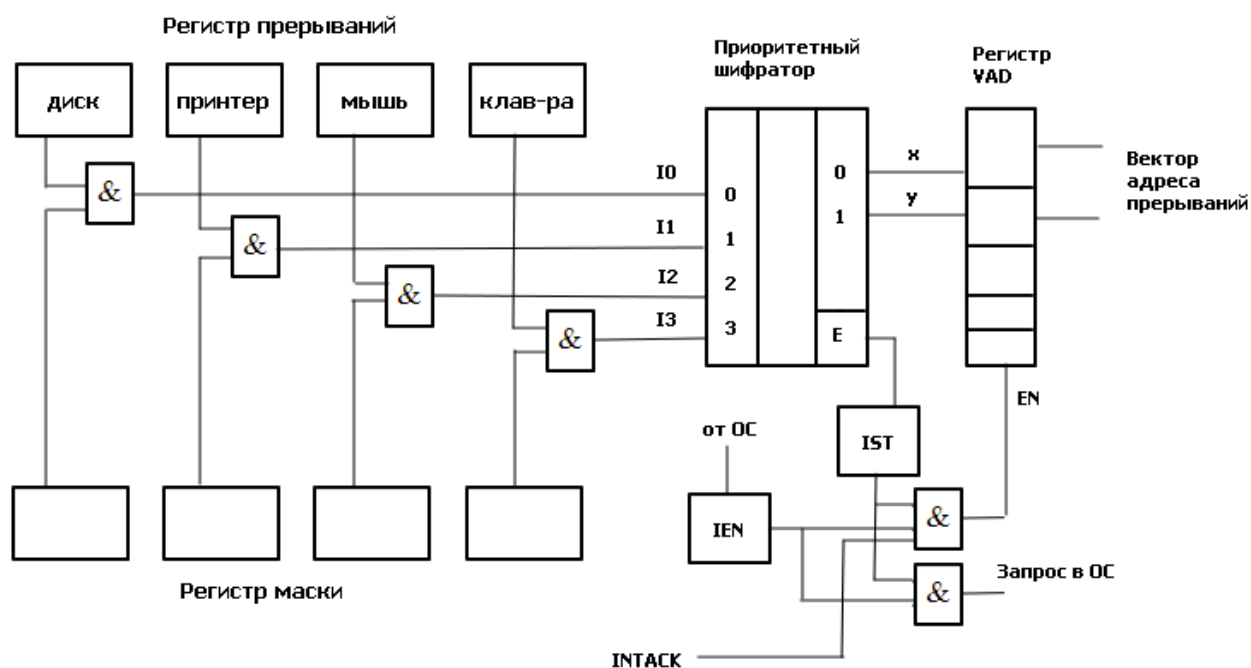 Регистр прерываний
диск
принтер
мышь
клав-ра
Приоритетный
шифратор
Регистр
VAD
&
&
&
&
I0
I1
I2
I3
0
1
2
3
0
1
E
x
y
Вектор
адреса
прерываний
EN
от ОС
IST
IEN
&
&
Запрос в ОС
Регистр маски
INTACK